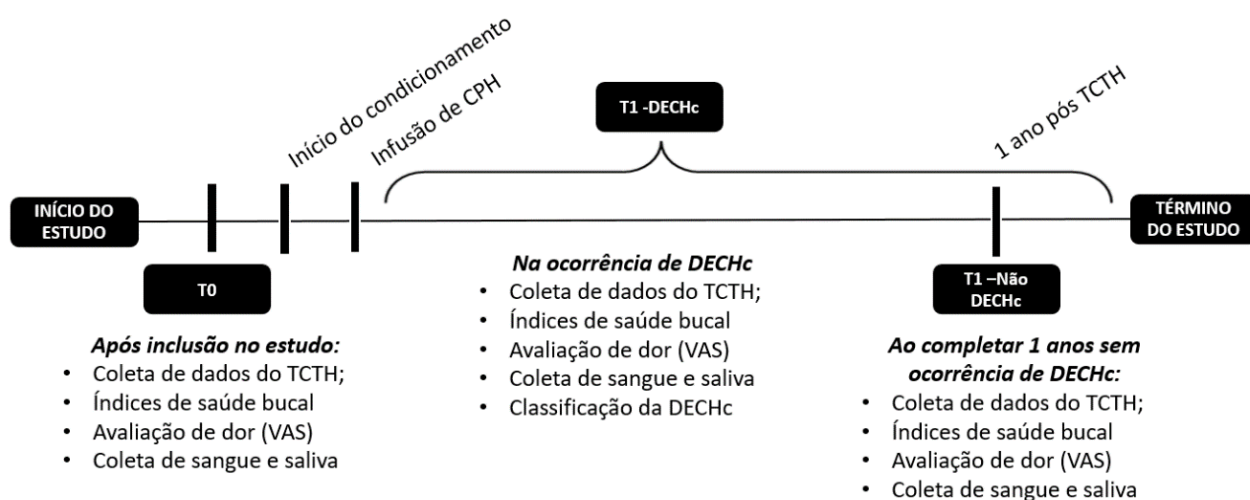 Início do condicionamento
Infusão de CPH
T1 -DECHc
1 ano pós TCTH
INÍCIO DO
ESTUDO
TÉRMINO
DO ESTUDO
T0
Após inclusão no estudo:
• Coleta de dados do TCTH;
• Índices de saúde bucal
• Avaliação de dor (VAS)
• Coleta de sangue e saliva
Na ocorrência de DECHc
• Coleta de dados do TCTH;
• Índices de saúde bucal
• Avaliação de dor (VAS)
• Coleta de sangue e saliva
• Classificação da DECHc
T1 –Não
DECHc
Ao completar 1 anos sem
ocorrência de DECHc:
• Coleta de dados do TCTH;
• Índices de saúde bucal
• Avaliação de dor (VAS)
• Coleta de sangue e saliva